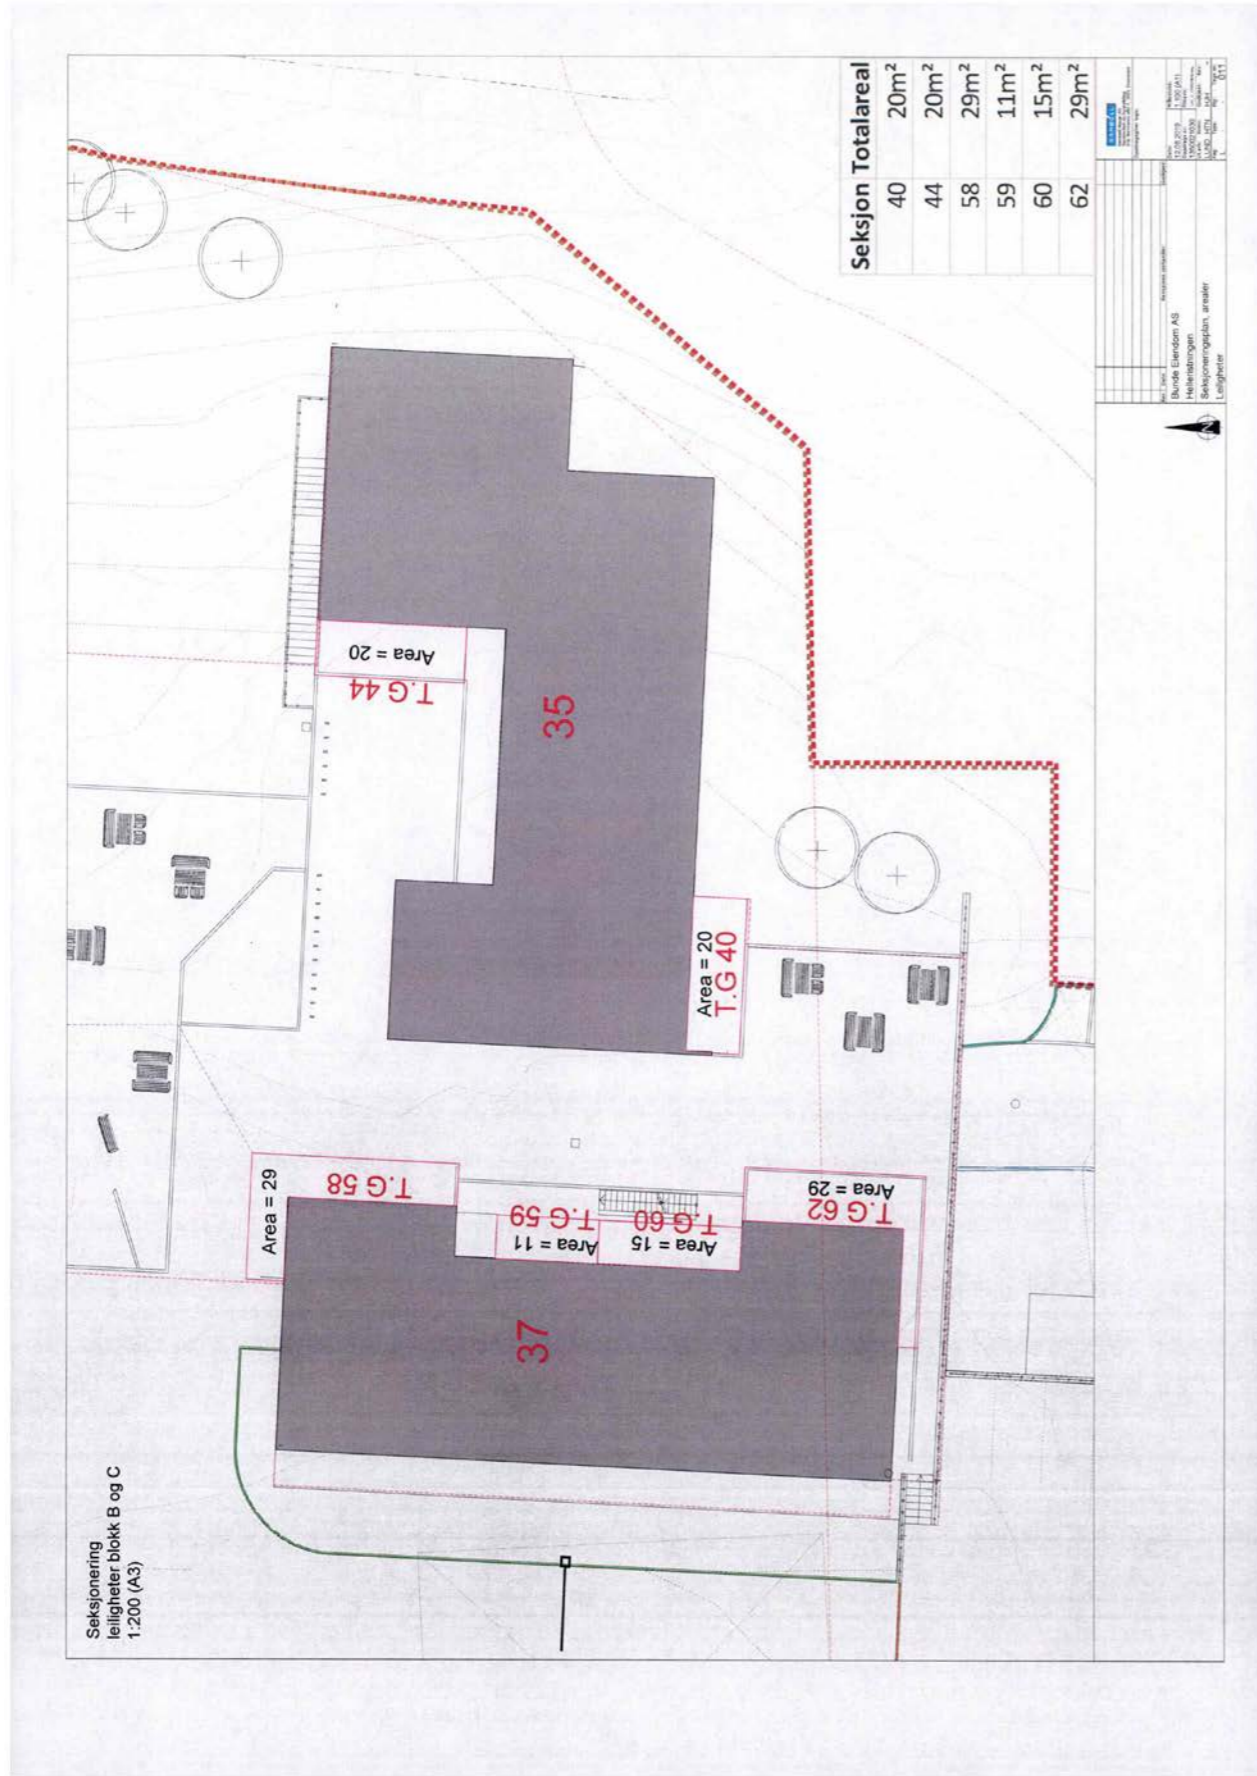 Seksjonering
leiligheter blokk B og C
1:200 (A3)
Seksjon Totalareal
40 20m²
44 20m²
58 29m²
59 11m²
60 15m²
62 29m²
Area = 20
T.G 44
35
Area = 20
T.G 40
Area = 29
T.G 58
T.G 59
Area = 11
T.G 60
Area = 15
T.G 62
Area = 29
37
N
Bunde Eiendom AS
Helleristningen
Seksjoneringsplan, arealer
Leiligheter
011